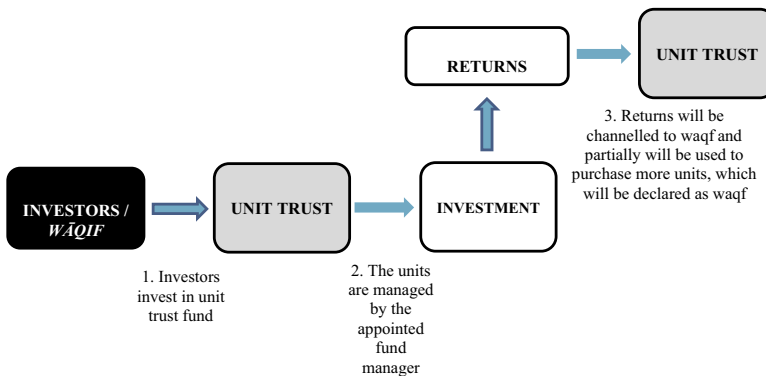 RETURNS
UNIT TRUST
3. Returns will be
channelled to waqf and
partially will be used to
purchase more units, which
will be declared as waqf
INVESTORS /
WĀQIF
UNIT TRUST
INVESTMENT
1. Investors
invest in unit
trust fund
2. The units
are managed
by the
appointed
fund
manager